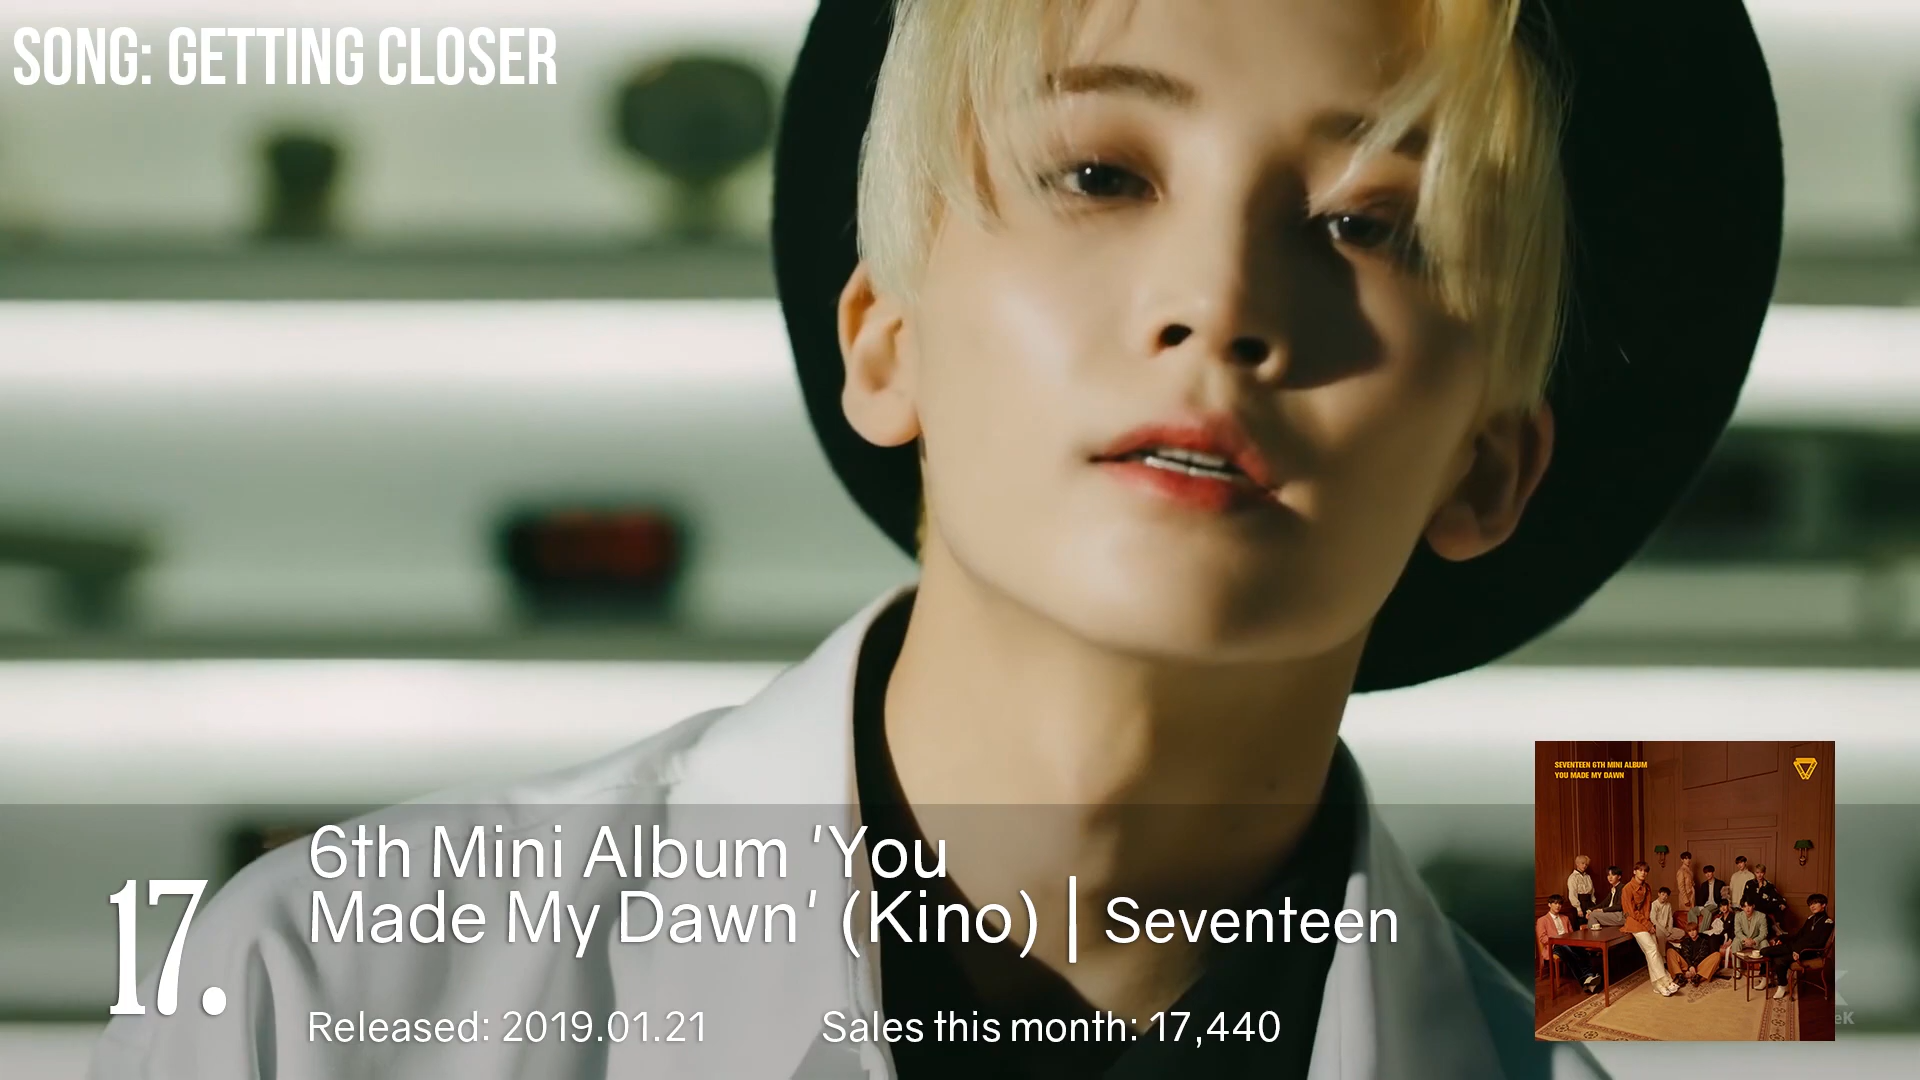 SONG: GETTING CLOSER
SEVENTEEN 6TH MINI ALBUM
YOU MADE MY DAWN
6th Mini Album 'You
Made My Dawn' (Kino) | Seventeen
17.
Released: 2019.01.21 Sales this month: 17,440